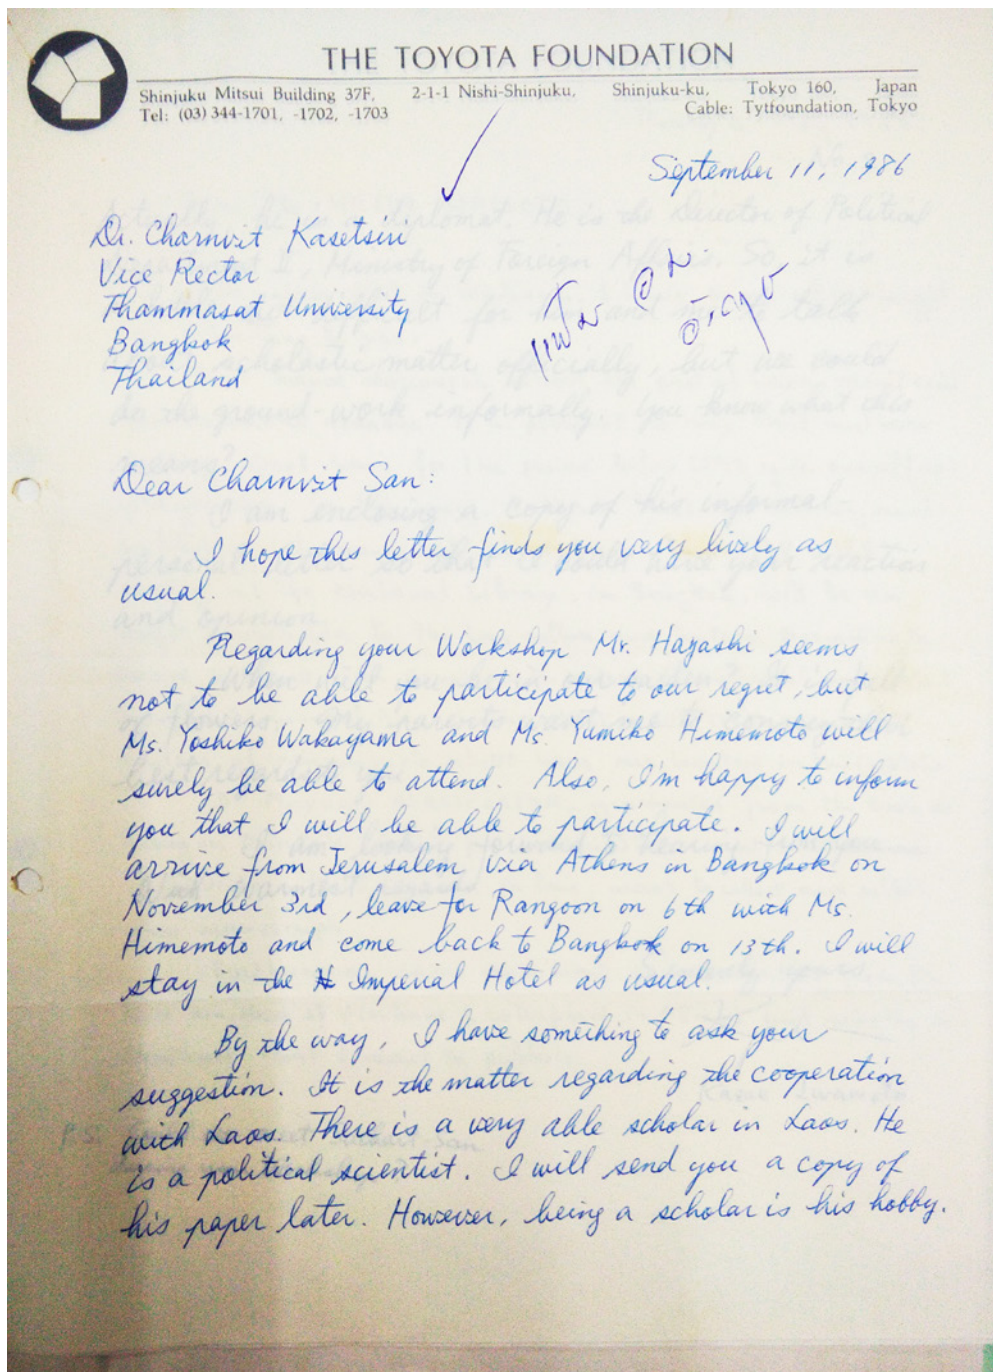 THE TOYOTA FOUNDATION
Shinjuku Mitsui Building 37F, 2-1-1 Nishi-Shinjuku, Shinjuku-ku, Tokyo 160, Japan
Tel: (03) 344-1701, -1702, -1703 Cable: Tytfoundation, Tokyo
September 11, 1986
Dr. Charnvit Kasetsiri
Vice Rector
Thammasat University
Bangkok
Thailand
Dear Charnvit San:
I hope this letter finds you very lively as
usual.
Regarding your Workshop Mr. Hayashi seems
not to be able to participate to our regret, but
Ms. Yoshiko Wakayama and Ms. Yumiko Himemoto will
surely be able to attend. Also, I'm happy to inform
you that I will be able to participate. I will
arrive from Jerusalem via Athens in Bangkok on
November 3rd, leave for Rangoon on 6th with Ms.
Himemoto and come back to Bangkok on 13th. I will
stay in the Imperial Hotel as usual.
By the way, I have something to ask your
suggestion. It is the matter regarding the cooperation
with Laos. There is a very able scholar in Laos. He
is a political scientist. I will send you a copy of
his paper later. However, being a scholar is his hobby.